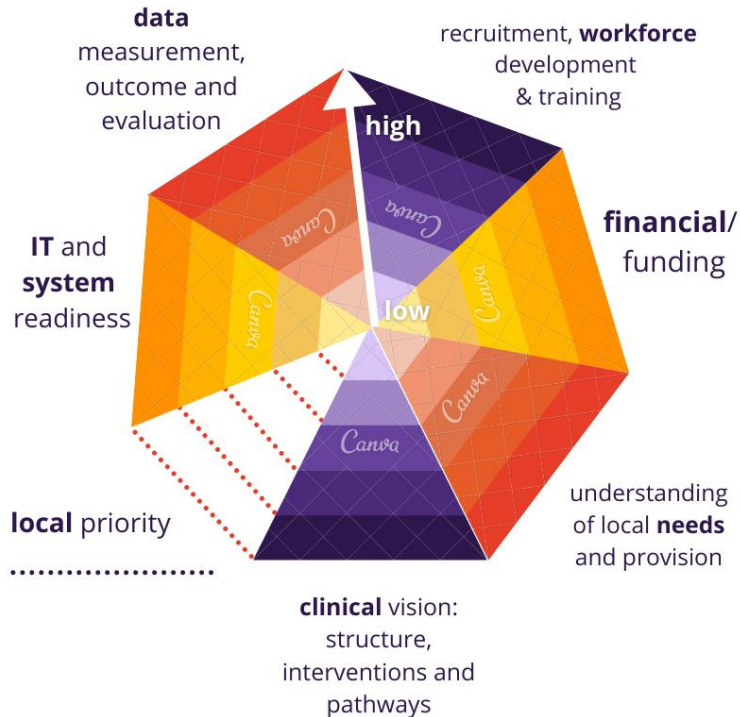 data
measurement,
outcome and
evaluation
recruitment, workforce
development
& training
high
Canva
Canva
financial/
funding
IT and
system
readiness
low
Canva
Canva
Canva
Canva
local priority
understanding
of local needs
and provision
clinical vision:
structure,
interventions and
pathways